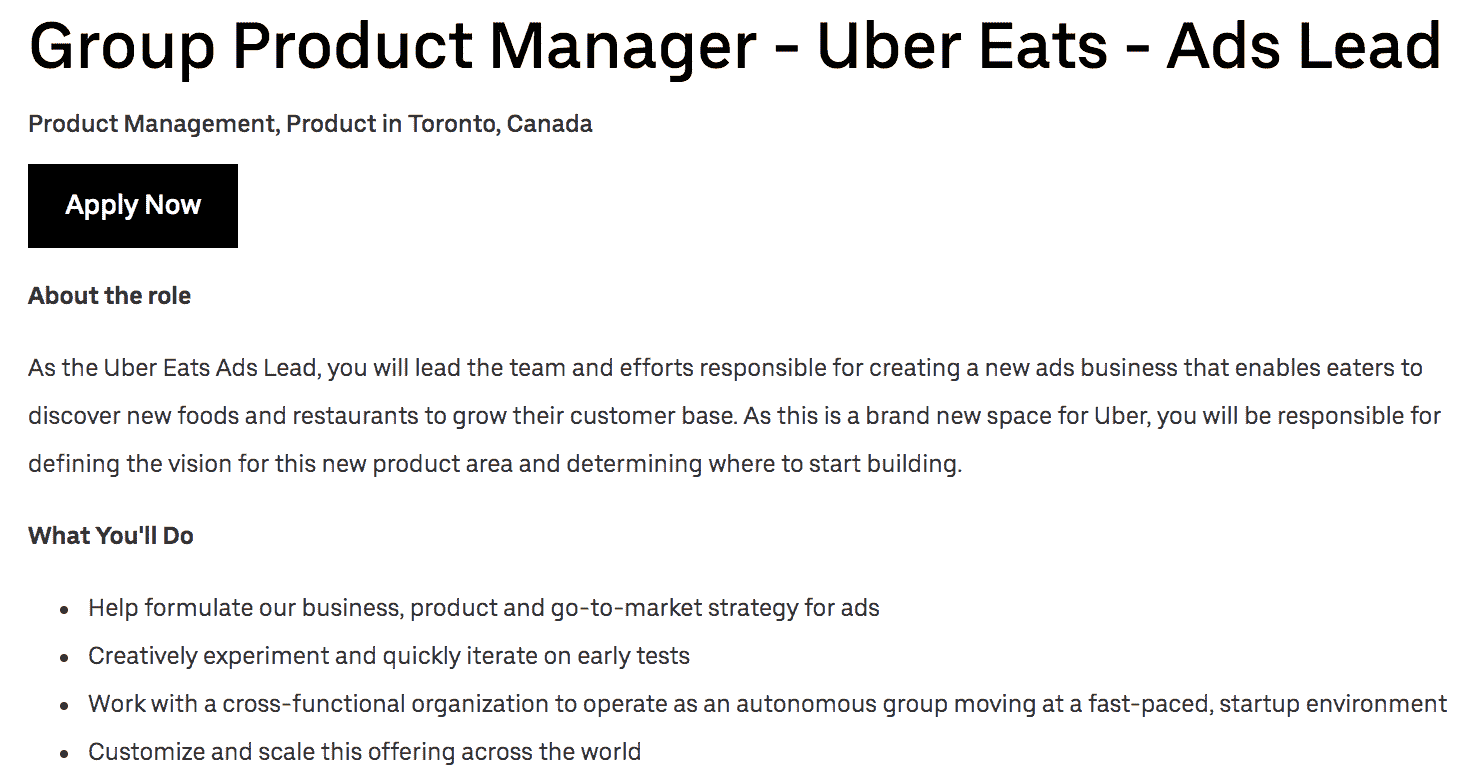 Group Product Manager - Uber Eats - Ads Lead
Product Management, Product in Toronto, Canada
Apply Now
About the role
As the Uber Eats Ads Lead, you will lead the team and efforts responsible for creating a new ads business that enables eaters to
discover new foods and restaurants to grow their customer base. As this is a brand new space for Uber, you will be responsible for
defining the vision for this new product area and determining where to start building.
What You'll Do
• Help formulate our business, product and go-to-market strategy for ads
• Creatively experiment and quickly iterate on early tests
• Work with a cross-functional organization to operate as an autonomous group moving at a fast-paced, startup environment
• Customize and scale this offering across the world